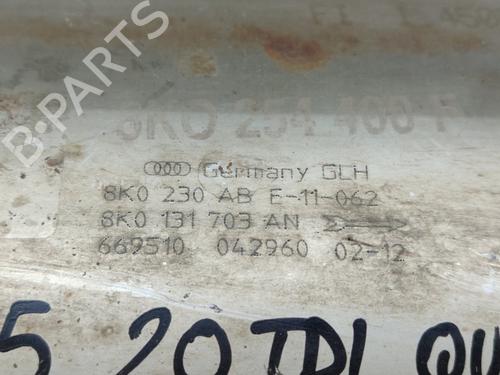 8K0 254 400 F
Germany GLH
8K0 230 AB E-11-062
8K0 131 703 AN
669510 042960 02-12
5 20 TDI QU
B-PARTS